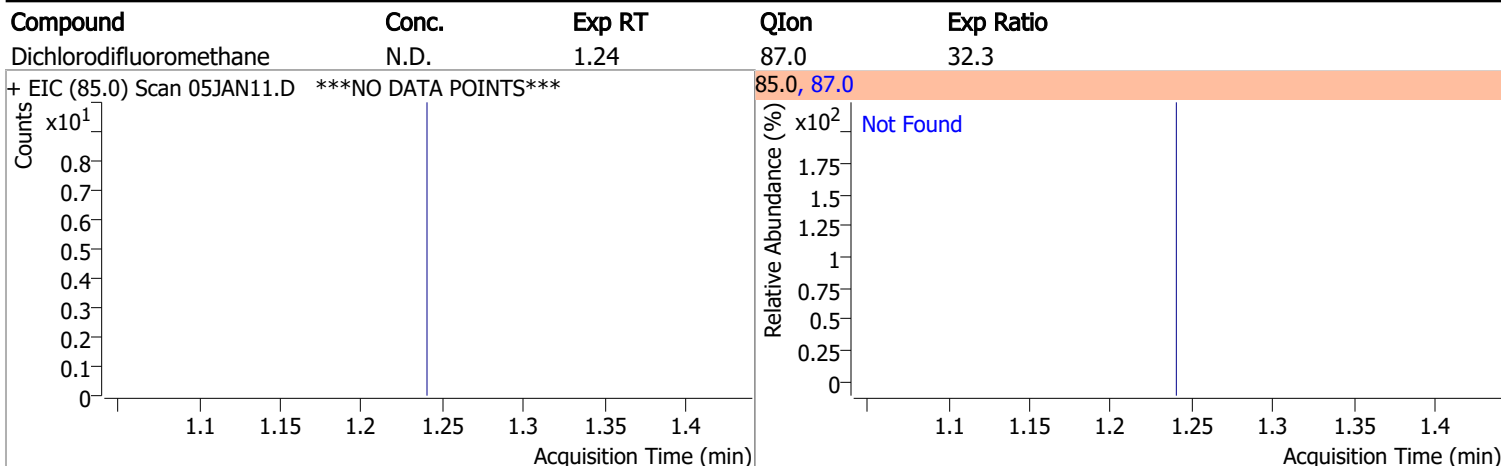 Compound Conc. Exp RT QIon Exp Ratio
Dichlorodifluoromethane N.D. 1.24 87.0 32.3
+ EIC (85.0) Scan 05JAN11.D ***NO DATA POINTS***
Counts
x10¹
0.8
0.7
0.6
0.5
0.4
0.3
0.2
0.1
0
1.1 1.15 1.2 1.25 1.3 1.35 1.4
Acquisition Time (min)
85.0, 87.0
Relative Abundance (%)
x10²
Not Found
1.75
1.5
1.25
1
0.75
0.5
0.25
0
1.1 1.15 1.2 1.25 1.3 1.35 1.4
Acquisition Time (min)